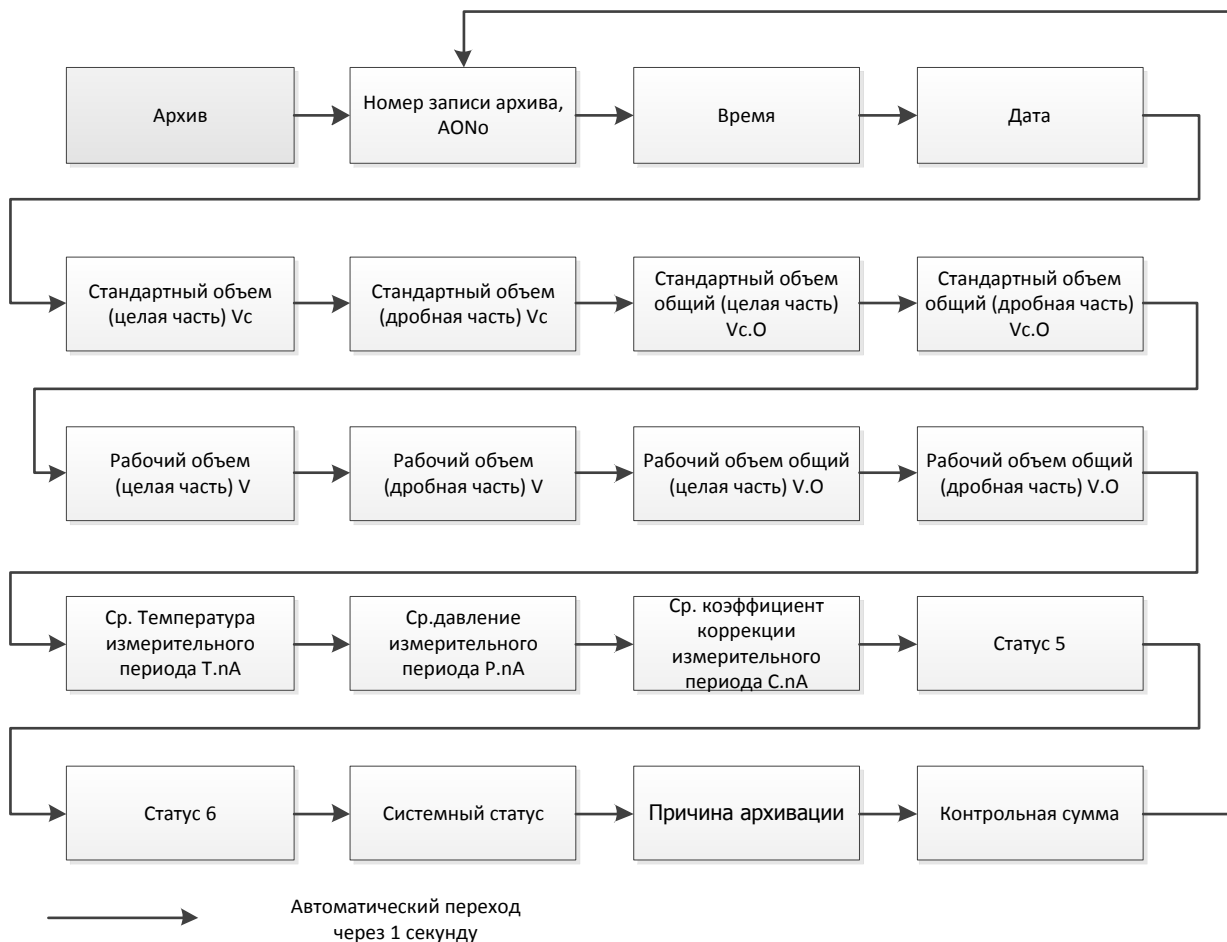 Архив
Номер записи архива,
AONo
Время
Дата
Стандартный объем
(целая часть) Vc
Стандартный объем
(дробная часть) Vc
Стандартный объем
общий (целая часть)
Vc.O
Стандартный объем
общий (дробная часть)
Vc.O
Рабочий объем
(целая часть) V
Рабочий объем
(дробная часть) V
Рабочий объем общий
(целая часть) V.O
Рабочий объем общий
(дробная часть) V.O
Ср. Температура
измерительного
периода T.nA
Ср.давление
измерительного
периода P.nA
Ср. коэффициент
коррекции
измерительного
периода C.nA
Статус 5
Статус 6
Системный статус
Причина архивации
Контрольная сумма
Автоматический переход
через 1 секунду